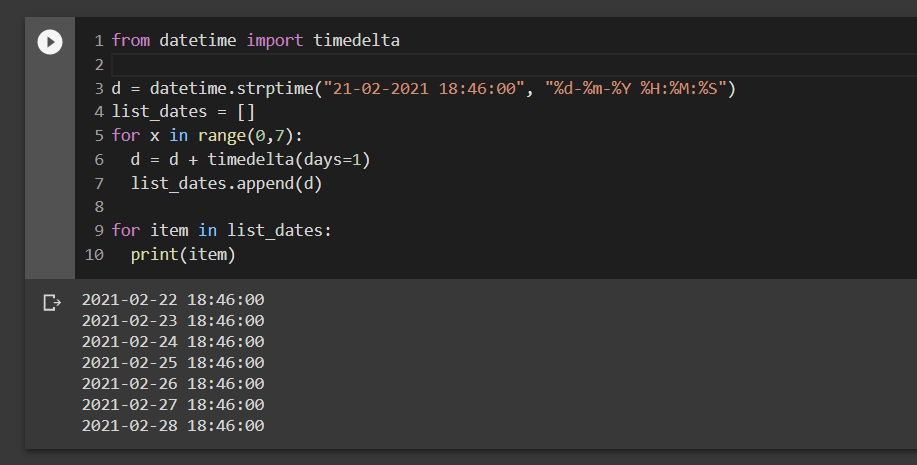 1 from datetime import timedelta
2
3 d = datetime.strptime("21-02-2021 18:46:00", "%d-%m-%Y %H:%M:%S")
4 list_dates = []
5 for x in range(0,7):
6   d = d + timedelta(days=1)
7   list_dates.append(d)
8
9 for item in list_dates:
10   print(item)
2021-02-22 18:46:00
2021-02-23 18:46:00
2021-02-24 18:46:00
2021-02-25 18:46:00
2021-02-26 18:46:00
2021-02-27 18:46:00
2021-02-28 18:46:00